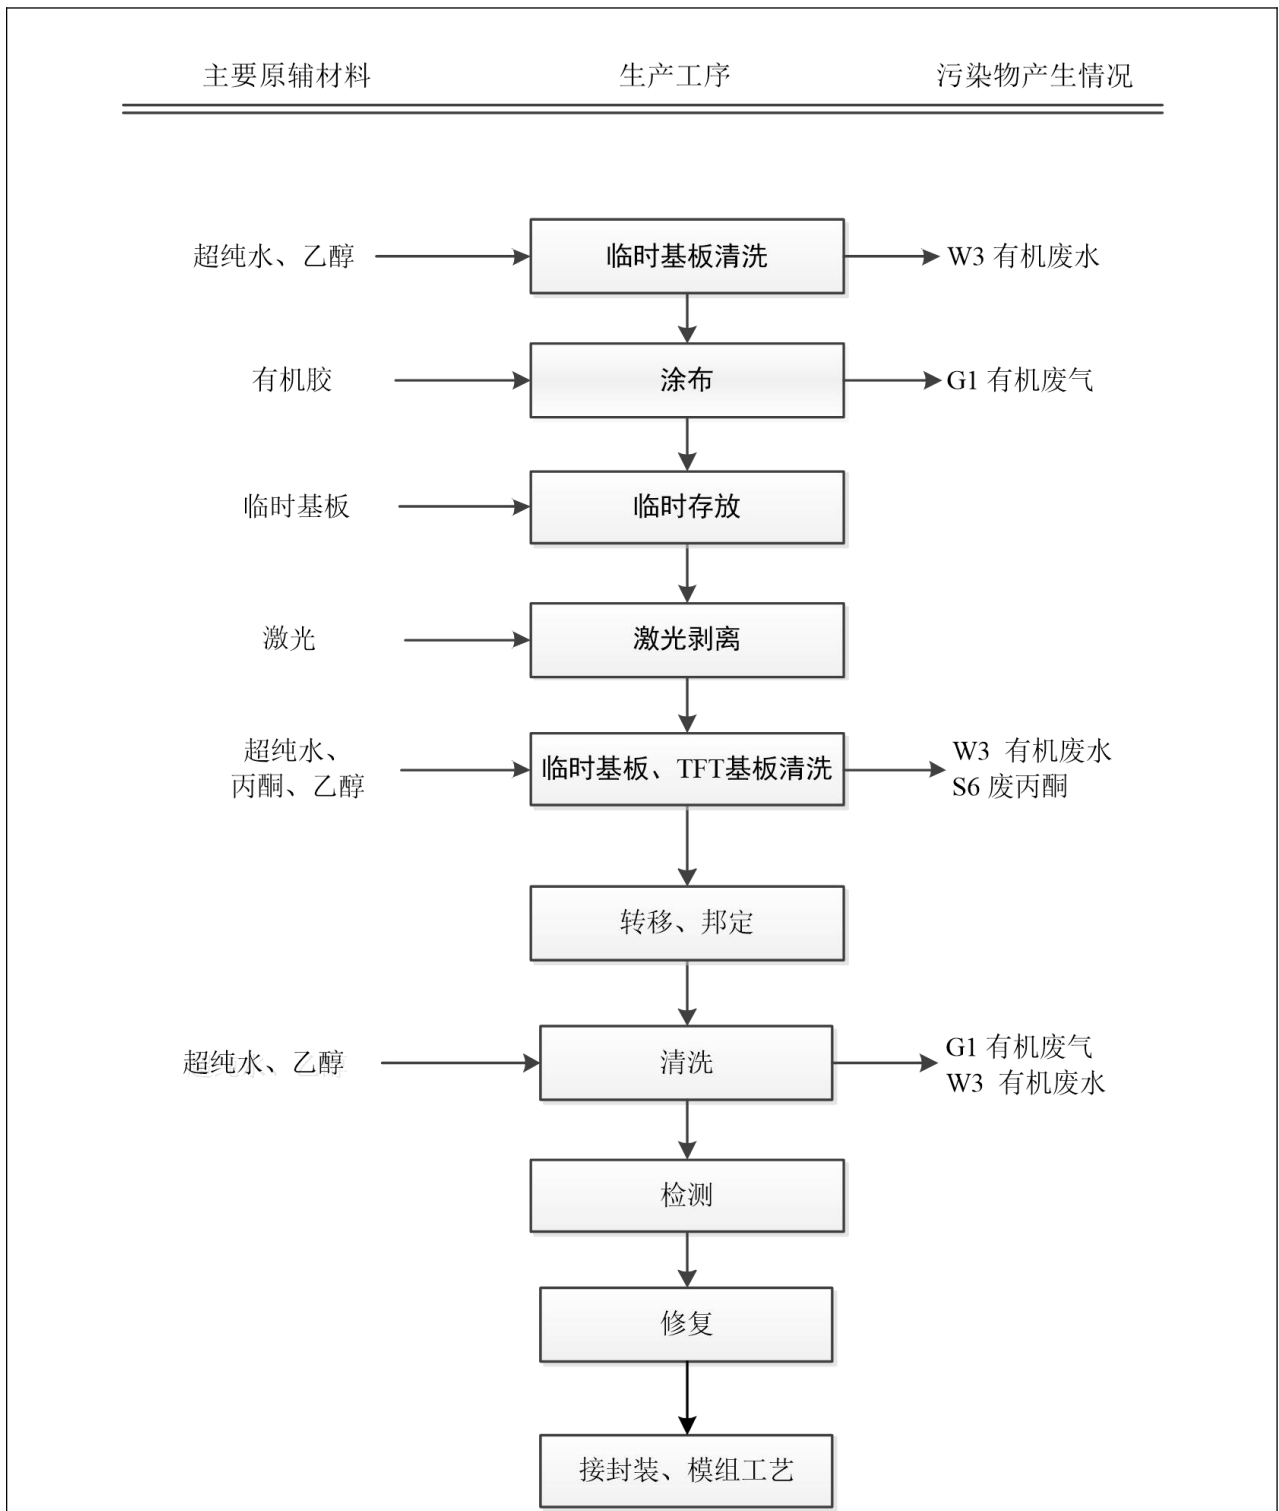 主要原辅材料 生产工序 污染物产生情况
超纯水、乙醇 临时基板清洗 W3 有机废水
有机胶 涂布 G1 有机废气
临时基板 临时存放
激光 激光剥离
超纯水、
丙酮、乙醇
临时基板、TFT基板清洗
W3 有机废水
S6 废丙酮
转移、邦定
超纯水、乙醇 清洗
G1 有机废气
W3 有机废水
检测
修复
接封装、模组工艺